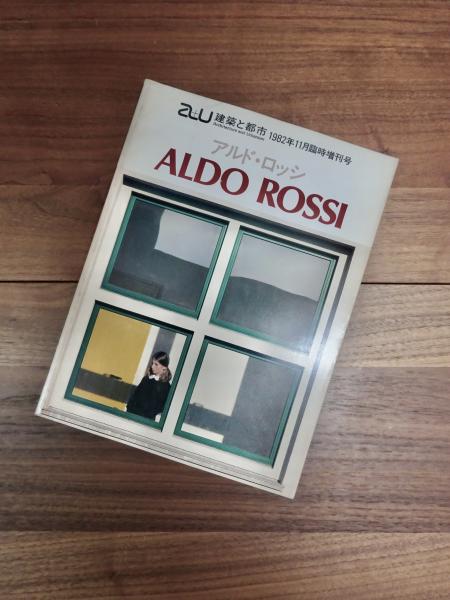 a+u 建築と都市 1982年11月臨時増刊号
Architecture and Urbanism
アルド・ロッシ
ALDO ROSSI